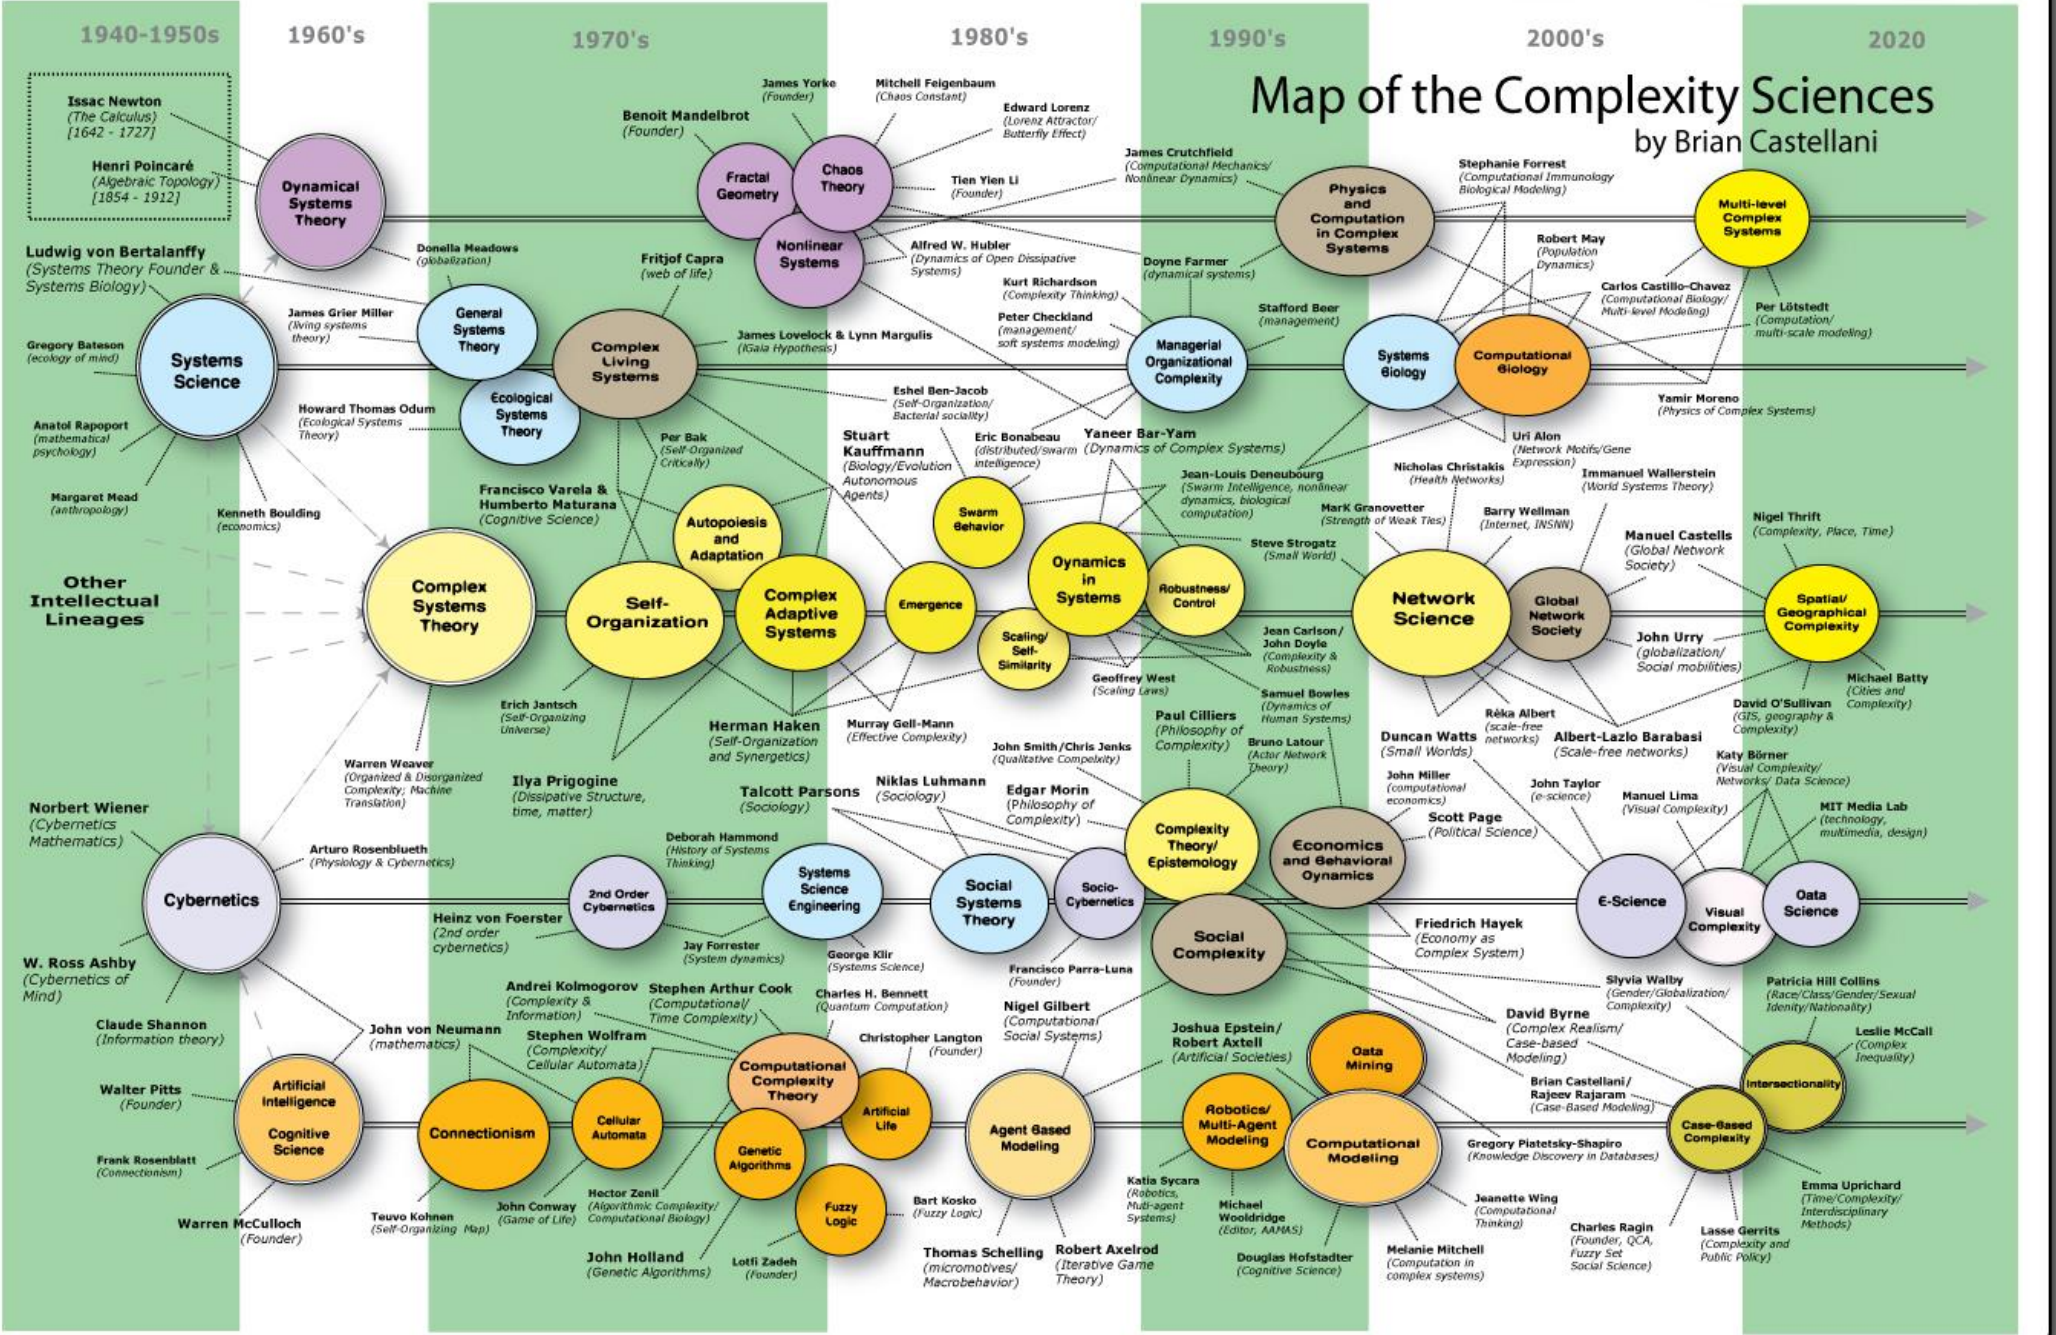 1940-1950s
1960's
1970's
1980's
1990's
2000's
2020
Map of the Complexity Sciences
by Brian Castellani
Issac Newton
(The Calculus)
[1642 - 1727]
Henri Poincaré
(Algebraic Topology)
[1854 - 1912]
Dynamical
Systems
Theory
Benoit Mandelbrot
(Founder)
James Yorke
(Founder)
Mitchell Feigenbaum
(Chaos Constant)
Edward Lorenz
(Lorenz Attractor/
Butterfly Effect)
Fractal
Geometry
Chaos
Theory
Nonlinear
Systems
Tien Yien Li
(Founder)
Alfred W. Hubler
(Dynamics of Open Dissipative
Systems)
James Crutchfield
(Computational Mechanics/
Nonlinear Dynamics)
Doyne Farmer
(dynamical systems)
Physics
and
Computation
in Complex
Systems
Stephanie Forrest
(Computational Immunology
Biological Modeling)
Robert May
(Population
Dynamics)
Carlos Castillo-Chavez
(Computational Biology/
Multi-level Modeling)
Multi-level
Complex
Systems
Per Lötstedt
(Computation/
multi-scale modeling)
Ludwig von Bertalanffy
(Systems Theory Founder &
Systems Biology)
Gregory Bateson
(ecology of mind)
Systems
Science
Anatol Rapoport
(mathematical
psychology)
Margaret Mead
(anthropology)
Kenneth Boulding
(economics)
Donella Meadows
(globalization)
James Grier Miller
(living systems
theory)
General
Systems
Theory
Howard Thomas Odum
(Ecological Systems
Theory)
Ecological
Systems
Theory
Fritjof Capra
(web of life)
Complex
Living
Systems
James Lovelock & Lynn Margulis
(IGaia Hypothesis)
Eshel Ben-Jacob
(Self-Organization/
Bacterial sociality)
Kurt Richardson
(Complexity Thinking)
Peter Checkland
(management/
soft systems modeling)
Stafford Beer
(management)
Managerial
Organizational
Complexity
Systems
Biology
Computational
Biology
Yamir Moreno
(Physics of Complex Systems)
Uri Alon
(Network Motifs/Gene
Expression)
Other
Intellectual
Lineages
Complex
Systems
Theory
Warren Weaver
(Organized & Disorganized
Complexity; Machine
Translation)
Francisco Varela &
Humberto Maturana
(Cognitive Science)
Per Bak
(Self-Organized
Critically)
Stuart
Kauffmann
(Biology/Evolution
Autonomous
Agents)
Eric Bonabeau
(distributed/swarm
intelligence)
Yaneer Bar-Yam
(Dynamics of Complex Systems)
Jean-Louis Deneubourg
(Swarm Intelligence, nonlinear
dynamics, biological
computation)
Autopoiesis
and
Adaptation
Self-
Organization
Complex
Adaptive
Systems
Emergence
Swarm
Behavior
Scaling/
Self-
Similarity
Dynamics
in
Systems
Robustness/
Control
Erich Jantsch
(Self-Organizing
Universe)
Ilya Prigogine
(Dissipative Structure,
time, matter)
Herman Haken
(Self-Organization
and Synergetics)
Murray Gell-Mann
(Effective Complexity)
Geoffrey West
(Scaling Laws)
Steve Strogatz
(Small World)
Jean Carlson/
John Doyle
(Complexity &
Robustness)
Samuel Bowles
(Dynamics of
Human Systems)
MarK Granovetter
(Strength of Weak Ties)
Nicholas Christakis
(Health Networks)
Barry Wellman
(Internet, INSNN)
Immanuel Wallerstein
(World Systems Theory)
Manuel Castells
(Global Network
Society)
Network
Science
Global
Network
Society
John Urry
(globalization/
Social mobilities)
Nigel Thrift
(Complexity, Place, Time)
Spatial/
Geographical
Complexity
Michael Batty
(Cities and
Complexity)
David O'Sullivan
(GIS, geography &
Complexity)
Duncan Watts
(Small Worlds)
Rèka Albert
(scale-free
networks)
Albert-Lazlo Barabasi
(Scale-free networks)
Norbert Wiener
(Cybernetics
Mathematics)
Arturo Rosenblueth
(Physiology & Cybernetics)
Cybernetics
W. Ross Ashby
(Cybernetics of
Mind)
Claude Shannon
(Information theory)
John von Neumann
(mathematics)
Heinz von Foerster
(2nd order
cybernetics)
2nd Order
Cybernetics
Deborah Hammond
(History of Systems
Thinking)
Jay Forrester
(System dynamics)
Talcott Parsons
(Sociology)
Systems
Science
Engineering
George Klir
(Systems Science)
Niklas Luhmann
(Sociology)
Social
Systems
Theory
Socio-
Cybernetics
Francisco Parra-Luna
(Founder)
John Smith/Chris Jenks
(Qualitative Compelxity)
Edgar Morin
(Philosophy of
Complexity)
Paul Cilliers
(Philosophy of
Complexity)
Bruno Latour
(Actor Network
Theory)
Complexity
Theory/
Epistemology
Social
Complexity
Economics
and Behavioral
Dynamics
John Miller
(computational
economics)
Scott Page
(Political Science)
Friedrich Hayek
(Economy as
Complex System)
John Taylor
(e-science)
Manuel Lima
(Visual Complexity)
Katy Börner
(Visual Complexity/
Networks/ Data Science)
MIT Media Lab
(technology,
multimedia, design)
E-Science
Visual
Complexity
Data
Science
Walter Pitts
(Founder)
Artificial
Intelligence
Cognitive
Science
Frank Rosenblatt
(Connectionism)
Warren McCulloch
(Founder)
Connectionism
Teuvo Kohnen
(Self-Organizing Map)
Andrei Kolmogorov
(Complexity &
Information)
Stephen Wolfram
(Complexity/
Cellular Automata)
Stephen Arthur Cook
(Computational/
Time Complexity)
Charles H. Bennett
(Quantum Computation)
Cellular
Automata
John Conway
(Game of Life)
Hector Zenil
(Algorithmic Complexity/
Computational Biology)
Computational
Complexity
Theory
Genetic
Algorithms
John Holland
(Genetic Algorithms)
Artificial
Life
Christopher Langton
(Founder)
Fuzzy
Logic
Lotfi Zadeh
(Founder)
Bart Kosko
(Fuzzy Logic)
Nigel Gilbert
(Computational
Social Systems)
Agent Based
Modeling
Thomas Schelling
(micromotives/
Macrobehavior)
Robert Axelrod
(Iterative Game
Theory)
Joshua Epstein/
Robert Axtell
(Artificial Societies)
Robotics/
Multi-Agent
Modeling
Katia Sycara
(Robotics,
Muti-agent
Systems)
Michael
Wooldridge
(Editor, AAMAS)
Data
Mining
Computational
Modeling
Douglas Hofstadter
(Cognitive Science)
Melanie Mitchell
(Computation in
complex systems)
Jeanette Wing
(Computational
Thinking)
Gregory Piatetsky-Shapiro
(Knowledge Discovery in Databases)
Slyvia Walby
(Gender/Globalization/
Complexity)
David Byrne
(Complex Realism/
Case-based
Modeling)
Brian Castellani/
Rajeev Rajaram
(Case-Based Modeling)
Patricia Hill Collins
(Race/Class/Gender/Sexual
Idenity/Nationality)
Leslie McCall
(Complex
Inequality)
Intersectionality
Case-Based
Complexity
Emma Uprichard
(Time/Complexity/
Interdisciplinary
Methods)
Charles Ragin
(Founder, QCA,
Fuzzy Set
Social Science)
Lasse Gerrits
(Complexity and
Public Policy)